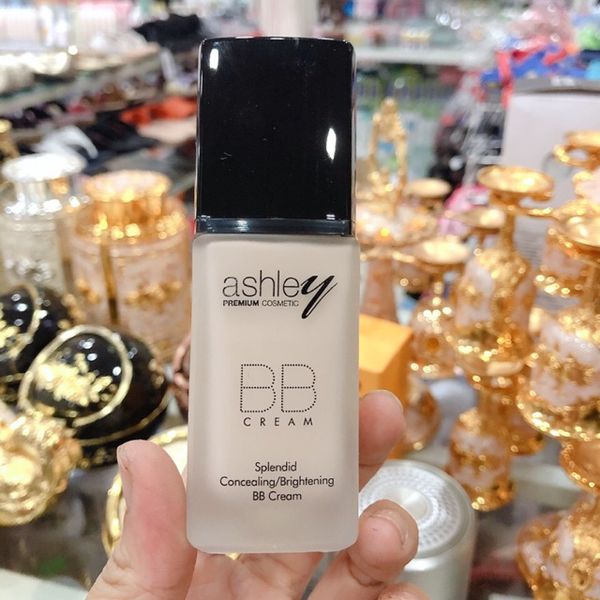 ashley
PREMIUM COSMETIC
BB
CREAM
Splendid
Concealing/Brightening
BB Cream